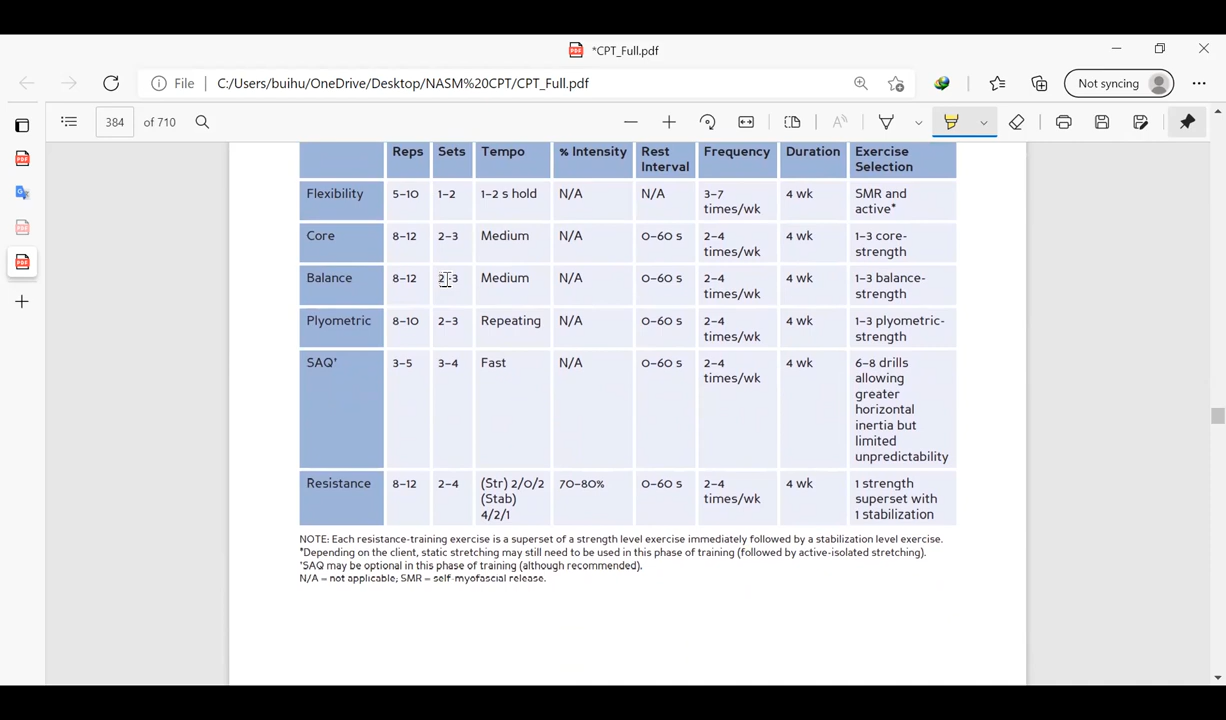 *CPT_Full.pdf
File C:/Users/buihu/OneDrive/Desktop/NASM%20CPT/CPT_Full.pdf Not syncing
384 of 710
Reps Sets Tempo % Intensity Rest Interval Frequency Duration Exercise Selection
Flexibility 5–10 1–2 1–2 s hold N/A N/A 3–7 times/wk 4 wk SMR and active*
Core 8–12 2–3 Medium N/A 0–60 s 2–4 times/wk 4 wk 1–3 core-strength
Balance 8–12 2–3 Medium N/A 0–60 s 2–4 times/wk 4 wk 1–3 balance-strength
Plyometric 8–10 2–3 Repeating N/A 0–60 s 2–4 times/wk 4 wk 1–3 plyometric-strength
SAQ† 3–5 3–4 Fast N/A 0–60 s 2–4 times/wk 4 wk 6–8 drills allowing greater horizontal inertia but limited unpredictability
Resistance 8–12 2–4 (Str) 2/0/2 (Stab) 4/2/1 70–80% 0–60 s 2–4 times/wk 4 wk 1 strength superset with 1 stabilization
NOTE: Each resistance-training exercise is a superset of a strength level exercise immediately followed by a stabilization level exercise.
*Depending on the client, static stretching may still need to be used in this phase of training (followed by active-isolated stretching).
†SAQ may be optional in this phase of training (although recommended).
N/A = not applicable; SMR = self-myofascial release.